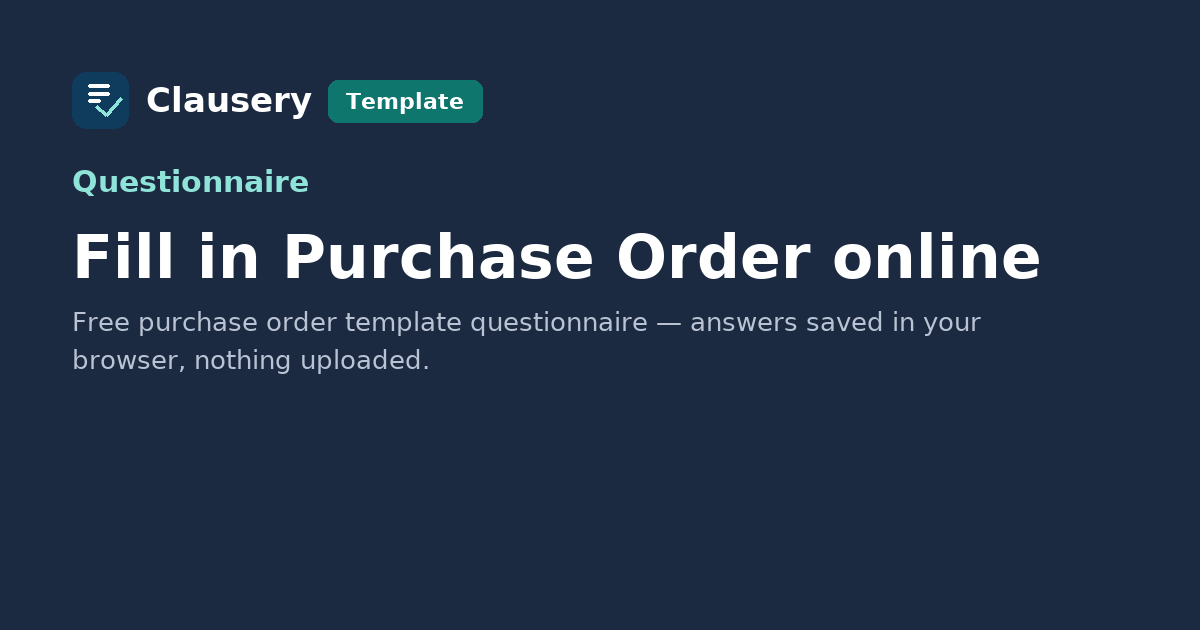 Clausery
Template
Questionnaire
Fill in Purchase Order online
Free purchase order template questionnaire — answers saved in your
browser, nothing uploaded.